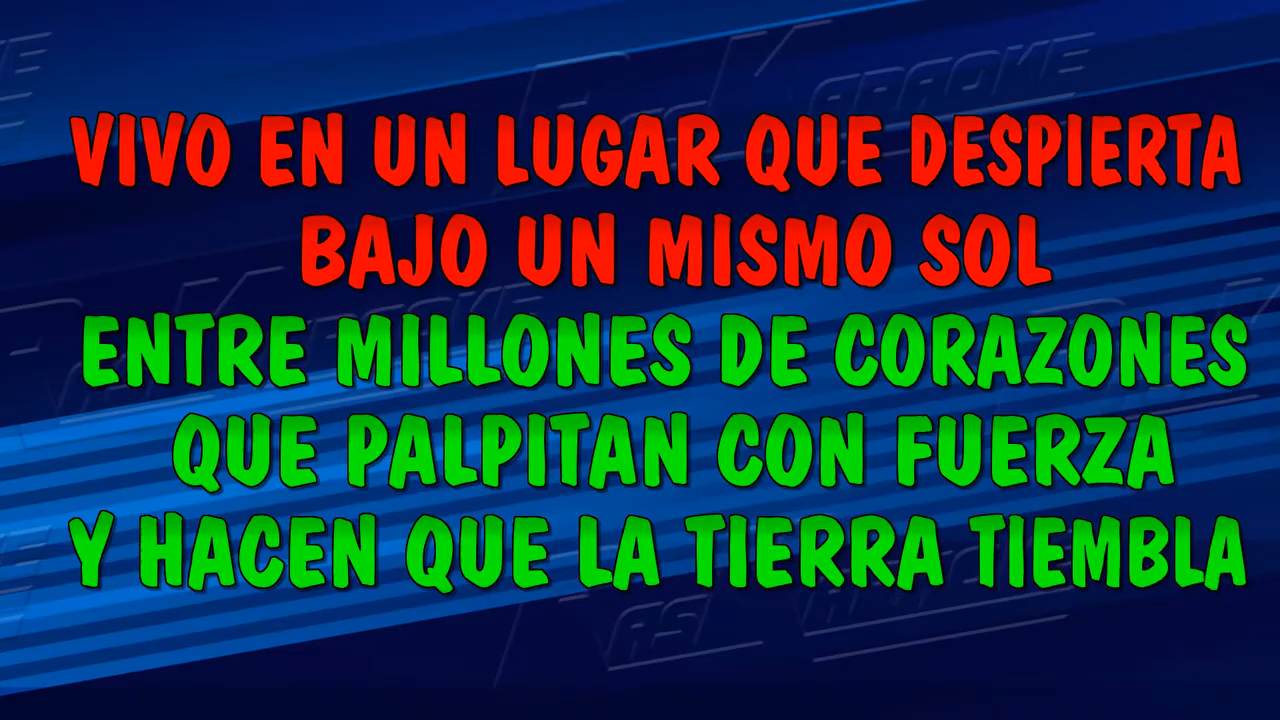 VIVO EN UN LUGAR QUE DESPIERTA
BAJO UN MISMO SOL
ENTRE MILLONES DE CORAZONES
QUE PALPITAN CON FUERZA
Y HACEN QUE LA TIERRA TIEMBLA